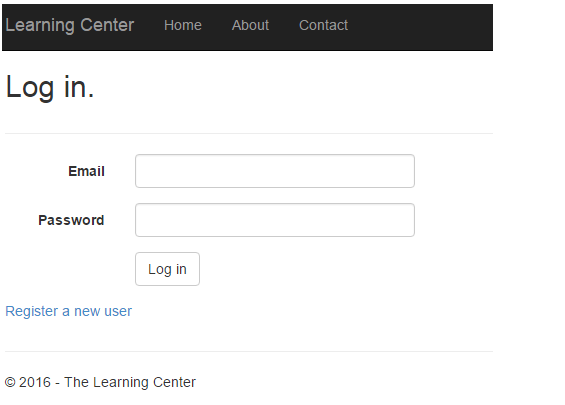 Learning Center Home About Contact
Log in.
Email
Password
Log in
Register a new user
© 2016 - The Learning Center